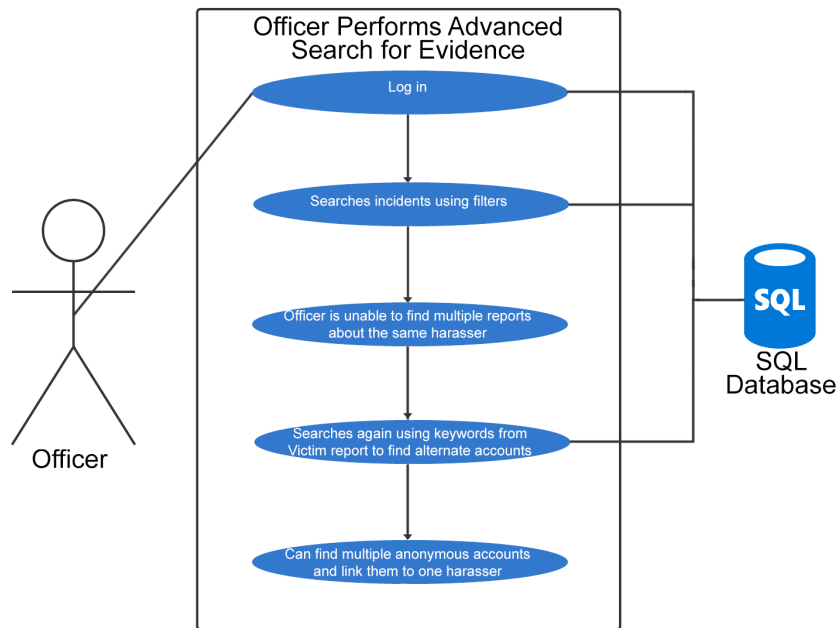 Officer Performs Advanced
Search for Evidence
Log in
Searches incidents using filters
Officer is unable to find multiple reports
about the same harasser
Searches again using keywords from
Victim report to find alternate accounts
Can find multiple anonymous accounts
and link them to one harasser
Officer
SQL
SQL
Database